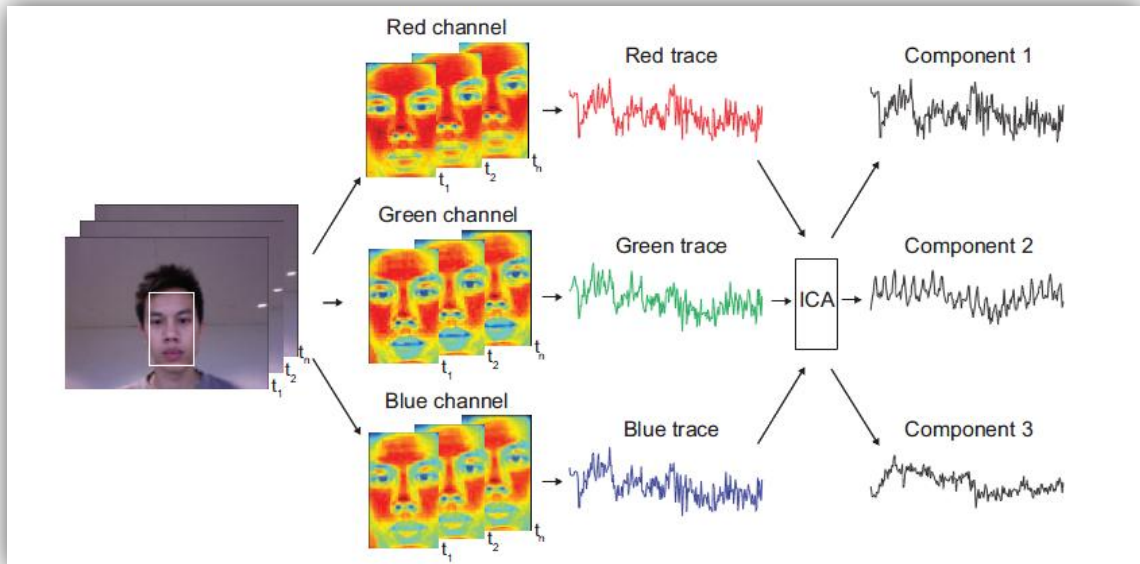 Red channel
Red trace
Component 1
t1
t2
tn
Green channel
Green trace
Component 2
ICA
t1
t2
tn
t1
t2
tn
Blue channel
Blue trace
Component 3
t1
t2
tn